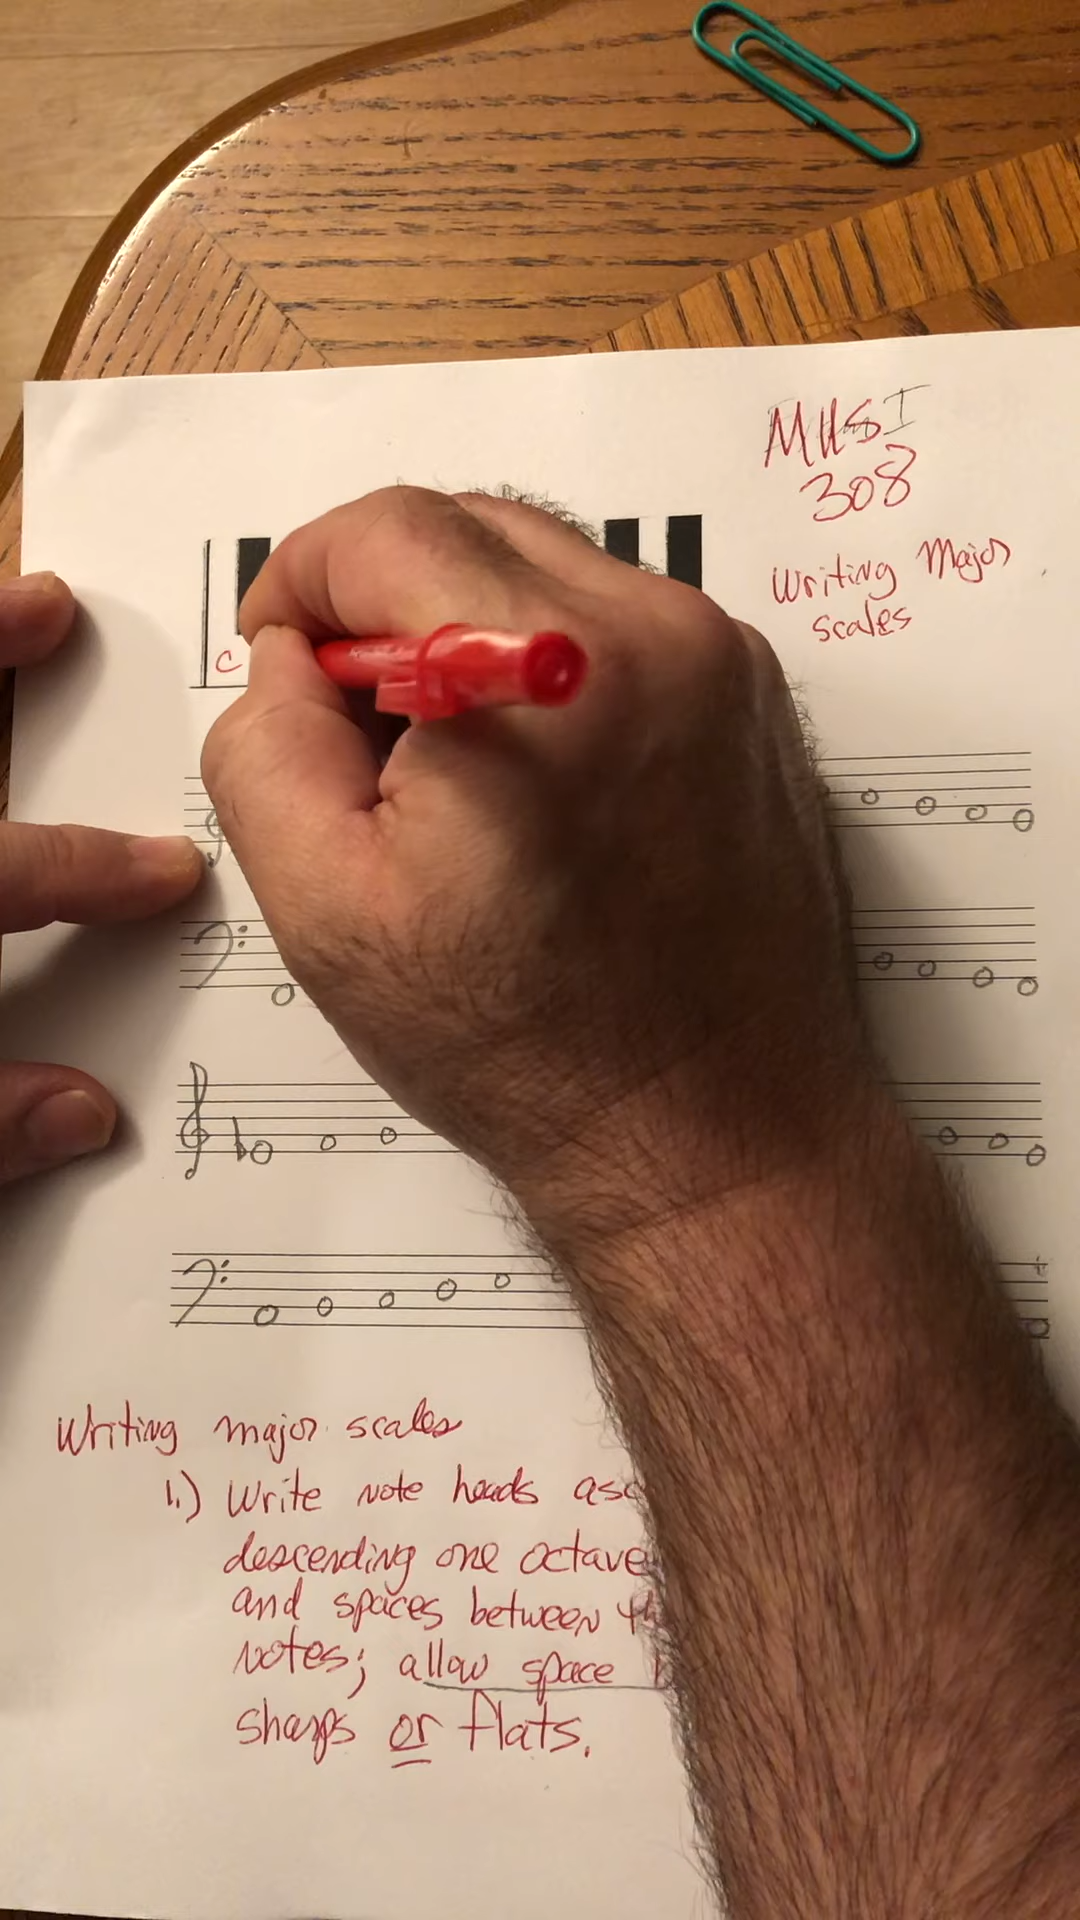 MUSI
308
Writing Major
scales
C
Writing major scales
1.) Write note heads
descending one octave
and spaces between
notes; allow space
sharps or flats.